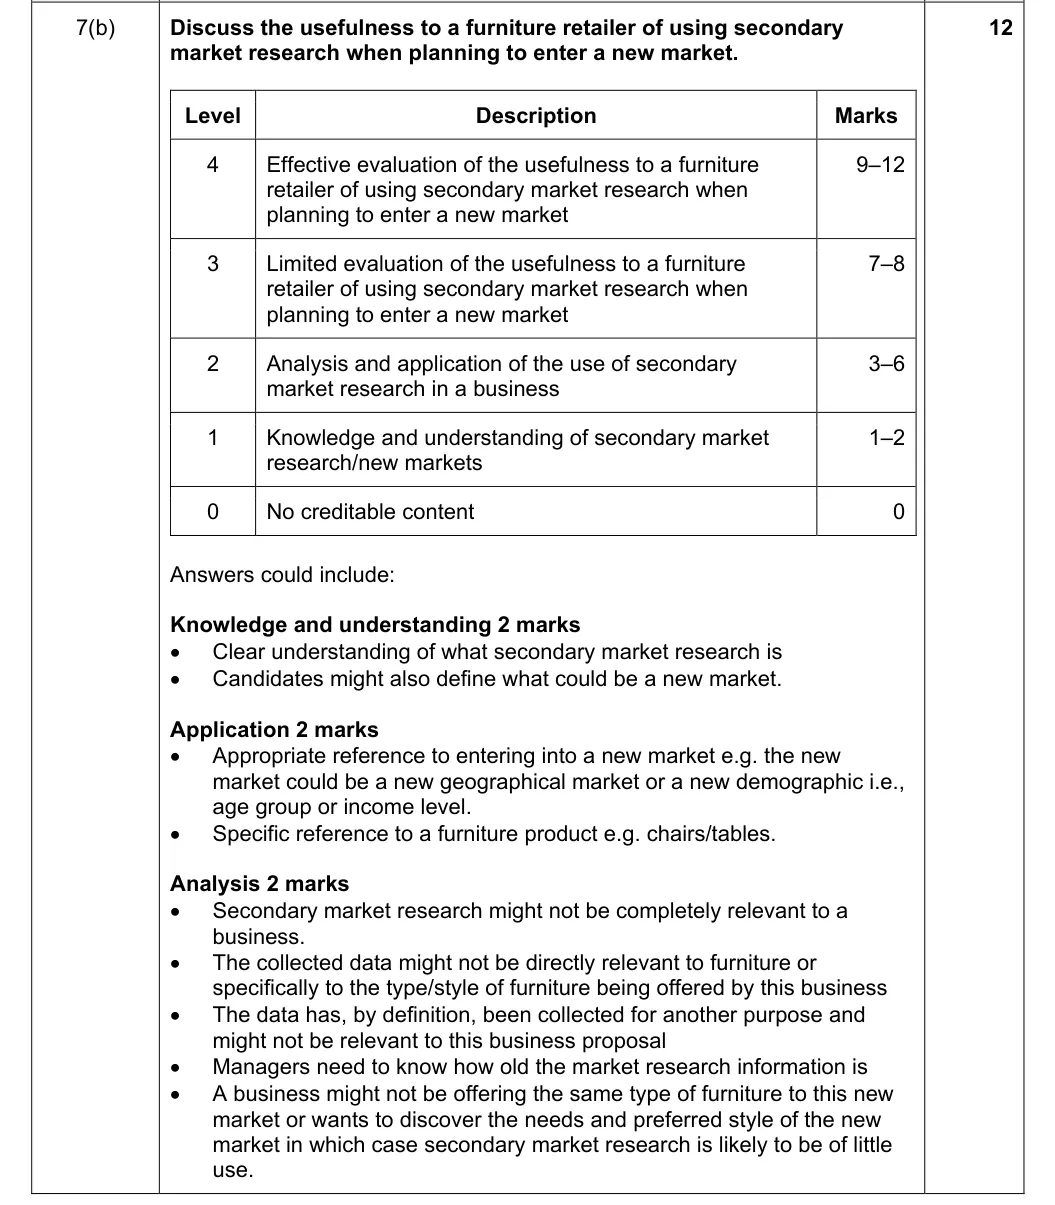 7(b) Discuss the usefulness to a furniture retailer of using secondary 12
market research when planning to enter a new market.
Level Description Marks
4 Effective evaluation of the usefulness to a furniture 9–12
retailer of using secondary market research when
planning to enter a new market
3 Limited evaluation of the usefulness to a furniture 7–8
retailer of using secondary market research when
planning to enter a new market
2 Analysis and application of the use of secondary 3–6
market research in a business
1 Knowledge and understanding of secondary market 1–2
research/new markets
0 No creditable content 0
Answers could include:
Knowledge and understanding 2 marks
• Clear understanding of what secondary market research is
• Candidates might also define what could be a new market.
Application 2 marks
• Appropriate reference to entering into a new market e.g. the new
market could be a new geographical market or a new demographic i.e.,
age group or income level.
• Specific reference to a furniture product e.g. chairs/tables.
Analysis 2 marks
• Secondary market research might not be completely relevant to a
business.
• The collected data might not be directly relevant to furniture or
specifically to the type/style of furniture being offered by this business
• The data has, by definition, been collected for another purpose and
might not be relevant to this business proposal
• Managers need to know how old the market research information is
• A business might not be offering the same type of furniture to this new
market or wants to discover the needs and preferred style of the new
market in which case secondary market research is likely to be of little
use.